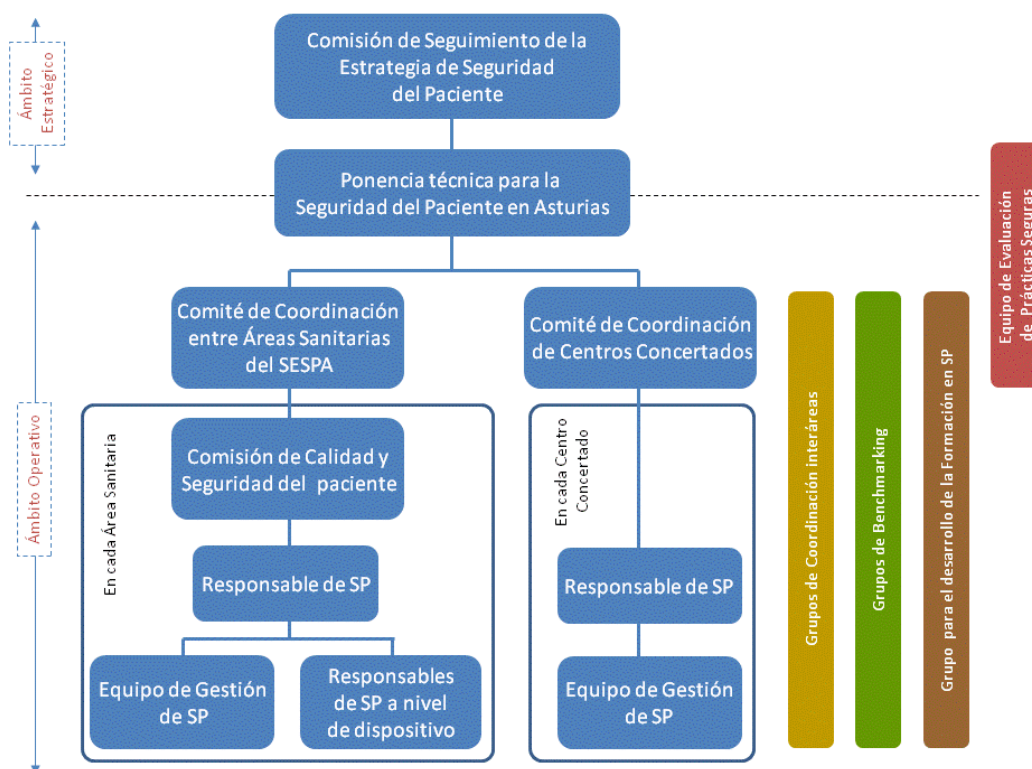 Comisión de Seguimiento de la
Estrategia de Seguridad
del Paciente
Ámbito
Estratégico
Ponencia técnica para la
Seguridad del Paciente en Asturias
Equipo de Evaluación
de Prácticas Seguras
Comité de Coordinación
entre Áreas Sanitarias
del SESPA
Comité de Coordinación
de Centros Concertados
Ámbito Operativo
En cada Área Sanitaria
Comisión de Calidad y
Seguridad del paciente
Responsable de SP
Equipo de Gestión
de SP
Responsables
de SP a nivel
de dispositivo
En cada Centro
Concertado
Responsable de SP
Equipo de Gestión
de SP
Grupos de Coordinación interáreas
Grupos de Benchmarking
Grupo para el desarrollo de la Formación en SP